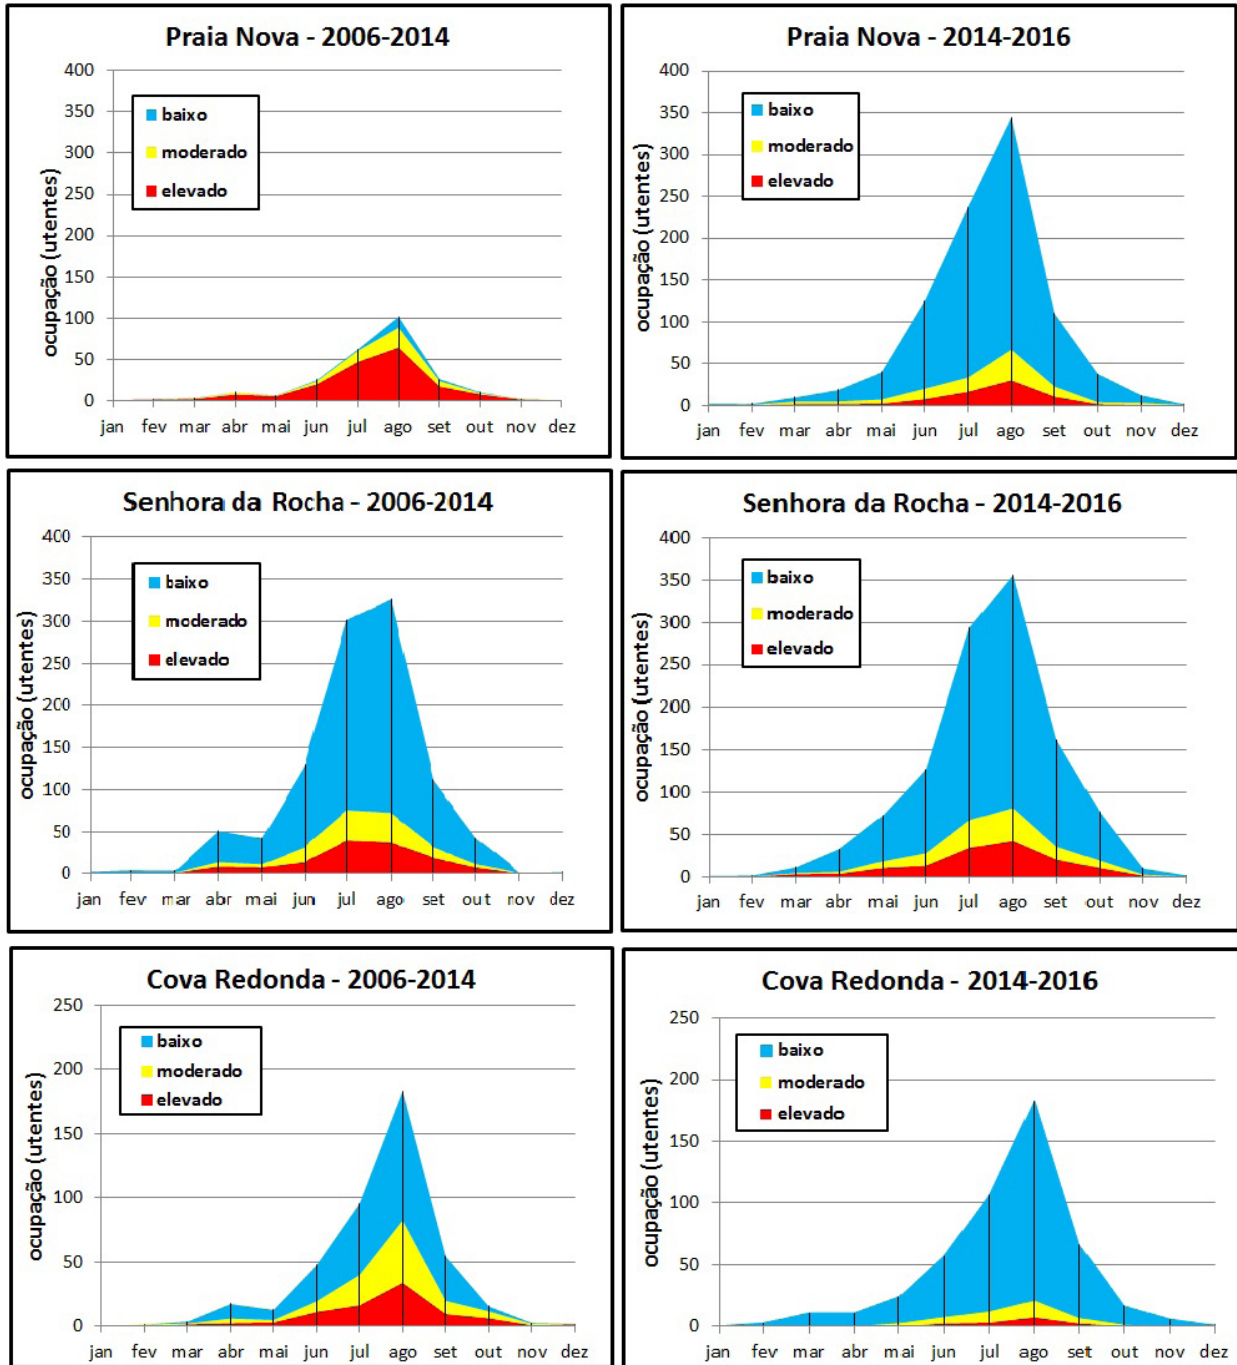 Praia Nova - 2006-2014
400
350
300
250
200
150
100
50
0
ocupação (utentes)
baixo
moderado
elevado
jan fev mar abr mai jun jul ago set out nov dez
Praia Nova - 2014-2016
400
350
300
250
200
150
100
50
0
ocupação (utentes)
baixo
moderado
elevado
jan fev mar abr mai jun jul ago set out nov dez
Senhora da Rocha - 2006-2014
400
350
300
250
200
150
100
50
0
ocupação (utentes)
baixo
moderado
elevado
jan fev mar abr mai jun jul ago set out nov dez
Senhora da Rocha - 2014-2016
400
350
300
250
200
150
100
50
0
ocupação (utentes)
baixo
moderado
elevado
jan fev mar abr mai jun jul ago set out nov dez
Cova Redonda - 2006-2014
250
200
150
100
50
0
ocupação (utentes)
baixo
moderado
elevado
jan fev mar abr mai jun jul ago set out nov dez
Cova Redonda - 2014-2016
250
200
150
100
50
0
ocupação (utentes)
baixo
moderado
elevado
jan fev mar abr mai jun jul ago set out nov dez